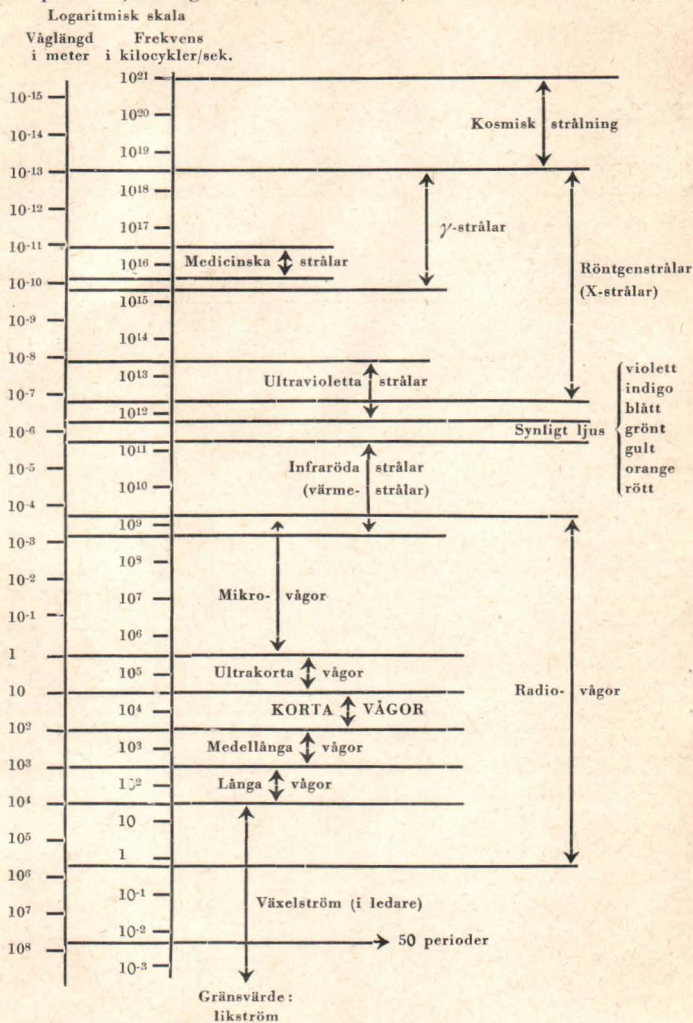 Logaritmisk skala
Våglängd Frekvens
i meter i kilocykler/sek.
10²¹
10⁻¹⁵
10²⁰
Kosmisk strålning
10⁻¹⁴
10¹⁹
10⁻¹³
10¹⁸
10⁻¹²
10¹⁷
γ-strålar
10⁻¹¹
10¹⁶ Medicinska strålar
Röntgenstrålar
10⁻¹⁰
(X-strålar)
10¹⁵
10⁻⁹
10¹⁴
10⁻⁸
violett
10¹³
Ultravioletta strålar
indigo
10⁻⁷
blått
10¹²
10⁻⁶
Synligt ljus
grönt
gult
10¹¹
10⁻⁵
Infraröda strålar
orange
10¹⁰
(värme- strålar)
rött
10⁻⁴
10⁹
10⁻³
10⁸
10⁻²
10⁷
Mikro- vågor
10⁻¹
10⁶
1
10⁵
Ultrakorta vågor
10
Radio- vågor
10⁴
KORTA VÅGOR
10²
10³
Medellånga vågor
10³
Långa vågor
10⁴
10
10⁵
1
10⁶
10⁻¹
Växelström (i ledare)
10⁷
10⁻²
50 perioder
10⁸
10⁻³
Gränsvärde:
likström